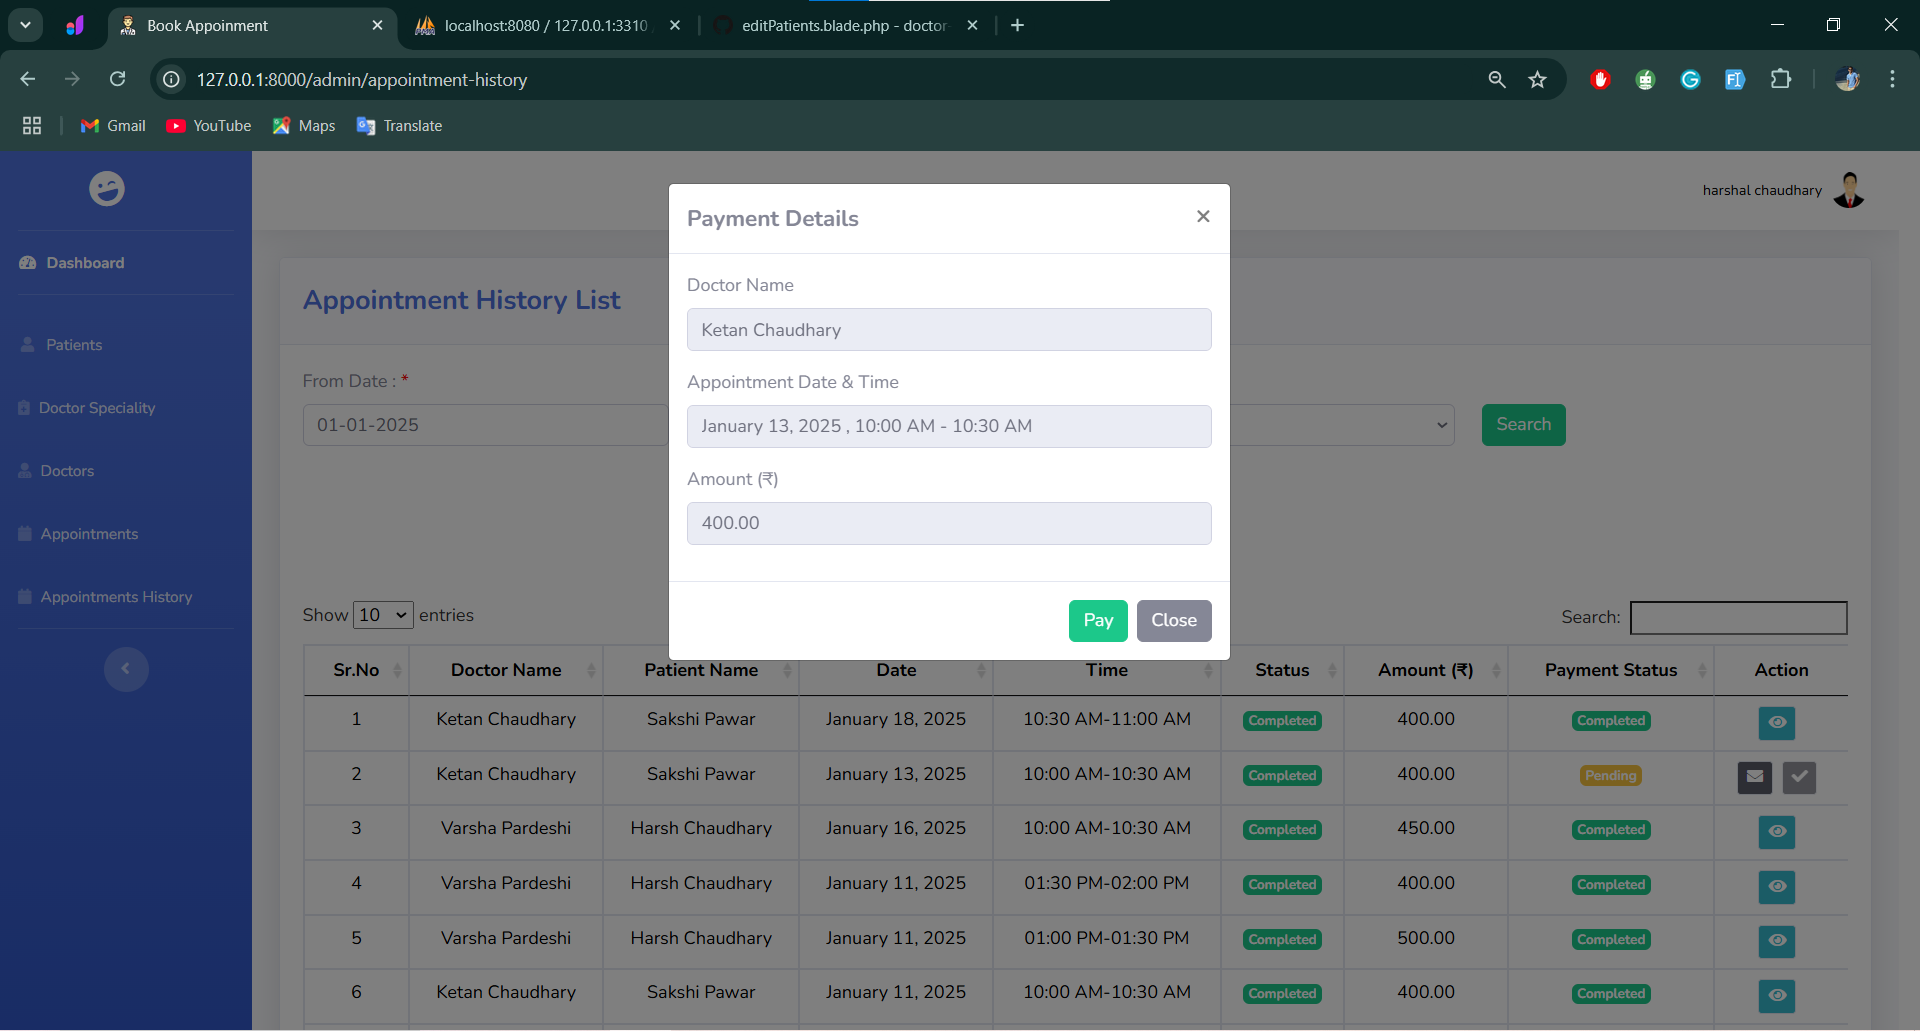 Book Appoinment
localhost:8080 / 127.0.0.1:3310
editPatients.blade.php - doctor-
127.0.0.1:8000/admin/appointment-history
Gmail
YouTube
Maps
Translate
harshal chaudhary
Dashboard
Patients
Doctor Speciality
Doctors
Appointments
Appointments History
Appointment History List
From Date : *
01-01-2025
Search
Payment Details
Doctor Name
Ketan Chaudhary
Appointment Date & Time
January 13, 2025 , 10:00 AM - 10:30 AM
Amount (₹)
400.00
Pay Close
Show 10 entries
Search:
Sr.No Doctor Name Patient Name Date Time Status Amount (₹) Payment Status Action
1 Ketan Chaudhary Sakshi Pawar January 18, 2025 10:30 AM-11:00 AM Completed 400.00 Completed
2 Ketan Chaudhary Sakshi Pawar January 13, 2025 10:00 AM-10:30 AM Completed 400.00 Pending
3 Varsha Pardeshi Harsh Chaudhary January 16, 2025 10:00 AM-10:30 AM Completed 450.00 Completed
4 Varsha Pardeshi Harsh Chaudhary January 11, 2025 01:30 PM-02:00 PM Completed 400.00 Completed
5 Varsha Pardeshi Harsh Chaudhary January 11, 2025 01:00 PM-01:30 PM Completed 500.00 Completed
6 Ketan Chaudhary Sakshi Pawar January 11, 2025 10:00 AM-10:30 AM Completed 400.00 Completed